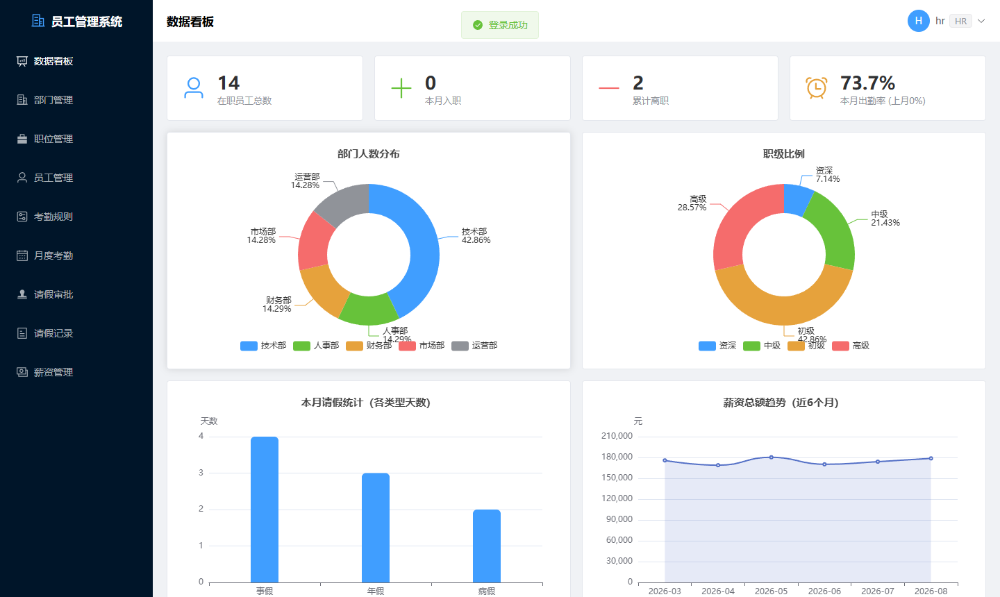 员工管理系统
数据看板
部门管理
职位管理
员工管理
考勤规则
月度考勤
请假审批
请假记录
薪资管理
数据看板
登录成功
H
hr
HR
14
在职员工总数
0
本月入职
2
累计离职
73.7%
本月出勤率 (上月0%)
部门人数分布
运营部
14.28%
市场部
14.28%
技术部
42.86%
财务部
14.29%
人事部
14.29%
技术部 人事部 财务部 市场部 运营部
职级比例
资深
7.14%
高级
28.57%
中级
21.43%
初级
42.86%
资深 中级 初级 高级
本月请假统计（各类型天数）
天数
4
3
2
1
0
事假 年假 病假
薪资总额趋势（近6个月）
元
210,000
180,000
150,000
120,000
90,000
60,000
30,000
0
2026-03 2026-04 2026-05 2026-06 2026-07 2026-08